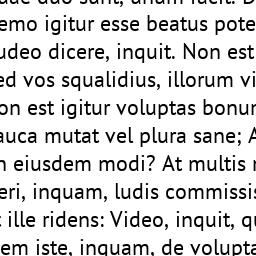 duo sunt, unum facit. D
emo igitur esse beatus pote
udeo dicere, inquit. Non est
ed vos squalidius, illorum vi
on est igitur voluptas bonur
auca mutat vel plura sane; A
n eiusdem modi? At multis
eri, inquam, ludis commissis
ille ridens: Video, inquit, qu
em iste, inquam, de volupta